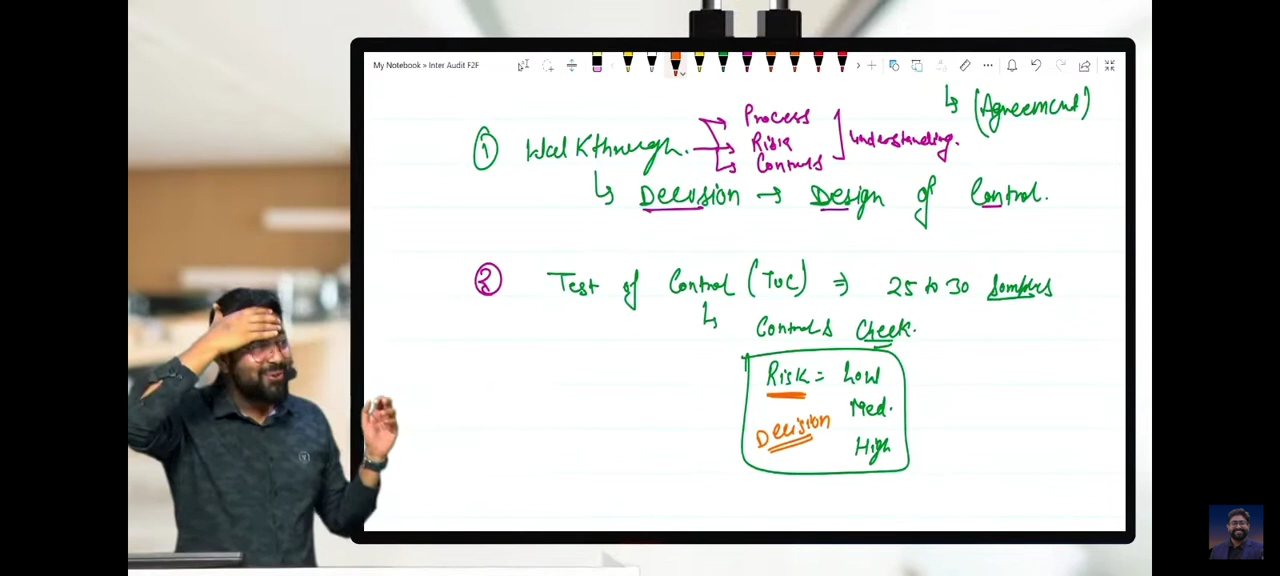 My Notebook » Inter Audit F2F
↳ (Agreement)
① Walkthrough. → Process
Risk
Controls
understanding.
↳ Decision → Design of Control.
② Test of Control (ToC) ⇒ 25 to 30 Samples
↳ Controls Check.
Risk = Low
Med.
Decision
High